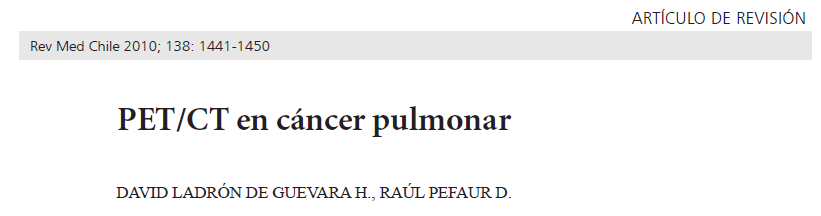 ARTÍCULO DE REVISIÓN
Rev Med Chile 2010; 138: 1441-1450
PET/CT en cáncer pulmonar
DAVID LADRÓN DE GUEVARA H., RAÚL PEFAUR D.